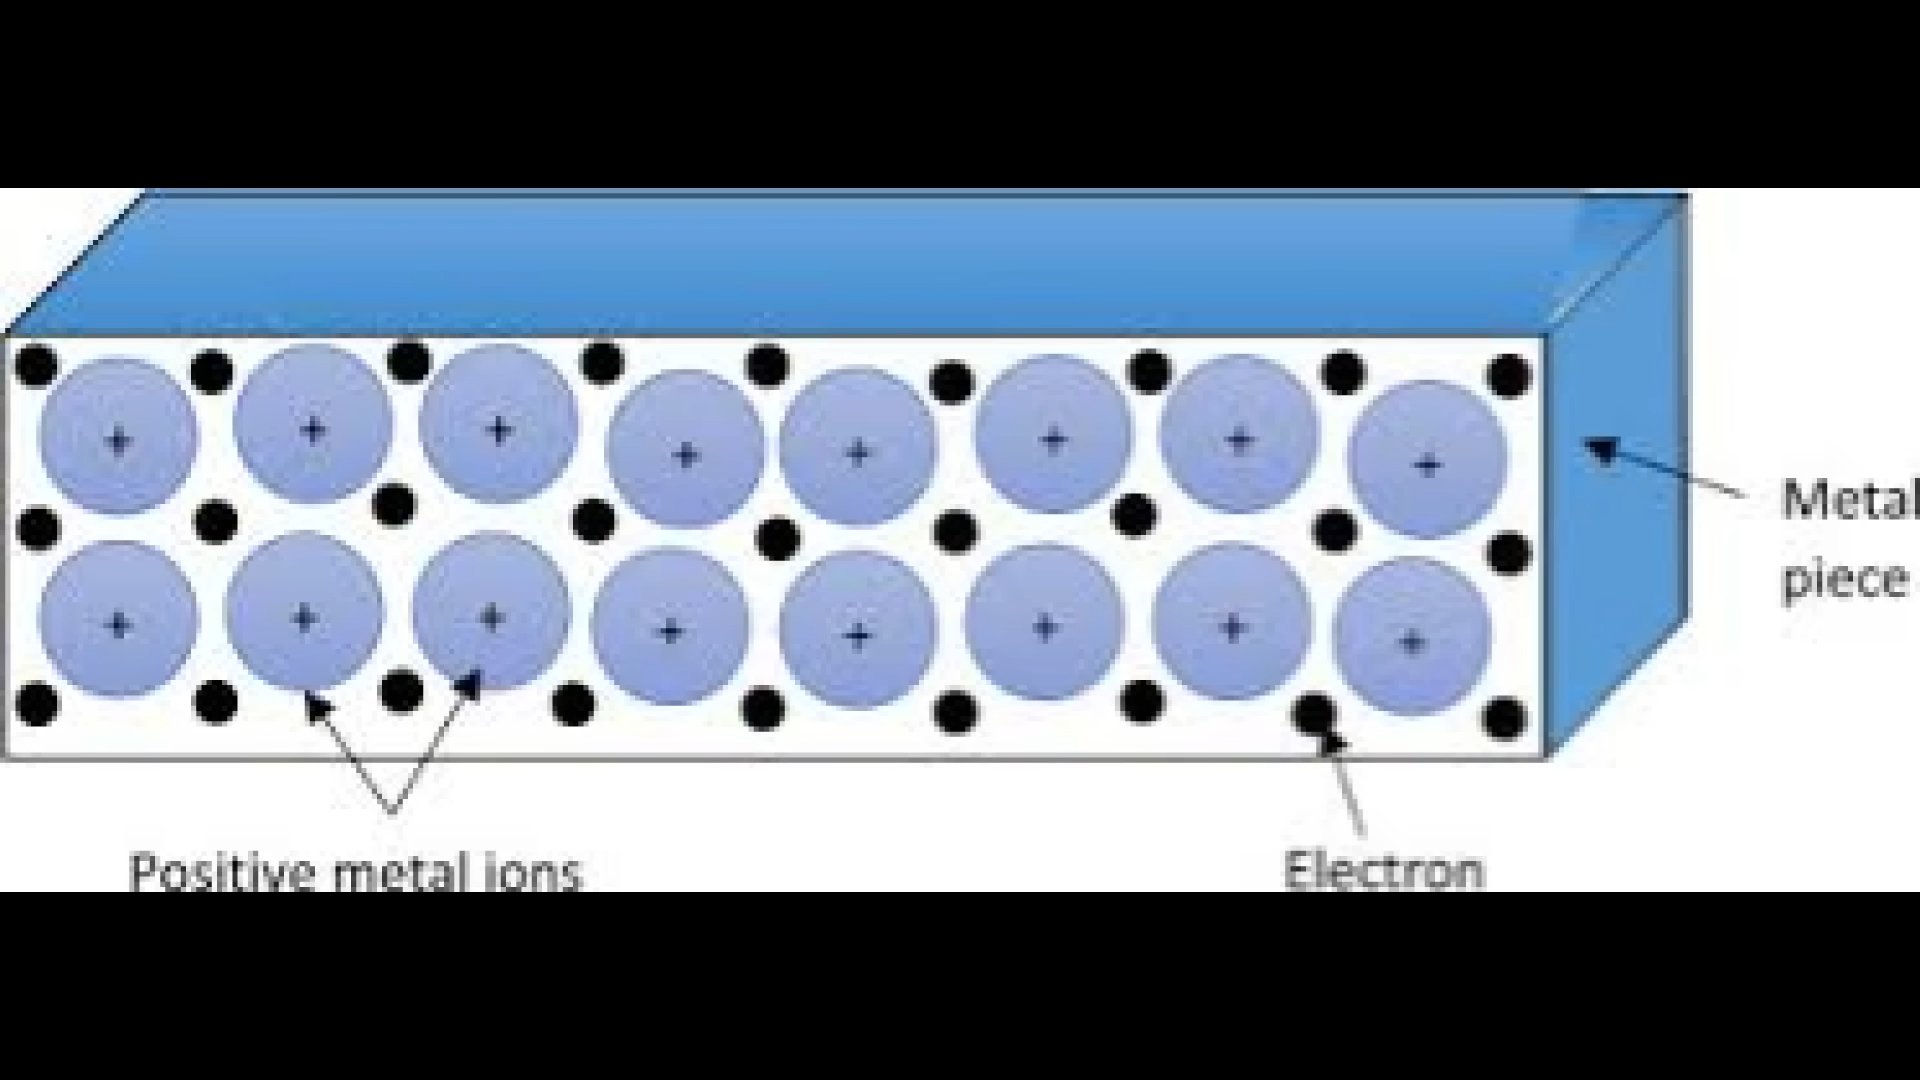 + + + + + + + +
+ + + + + + + +
Metal
piece
Positive metal ions
Electron